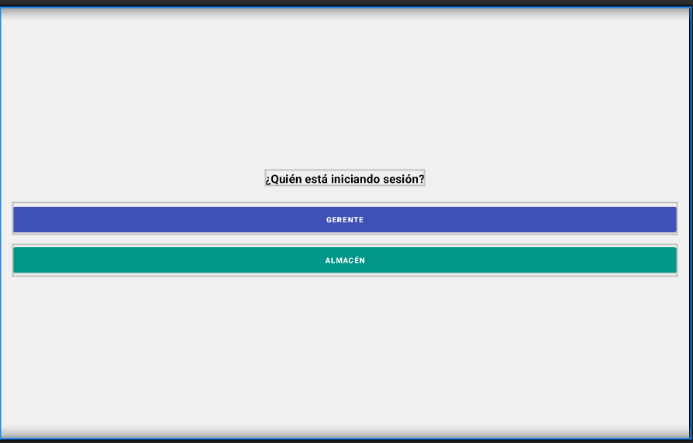 ¿Quién está iniciando sesión?
GERENTE
ALMACÉN